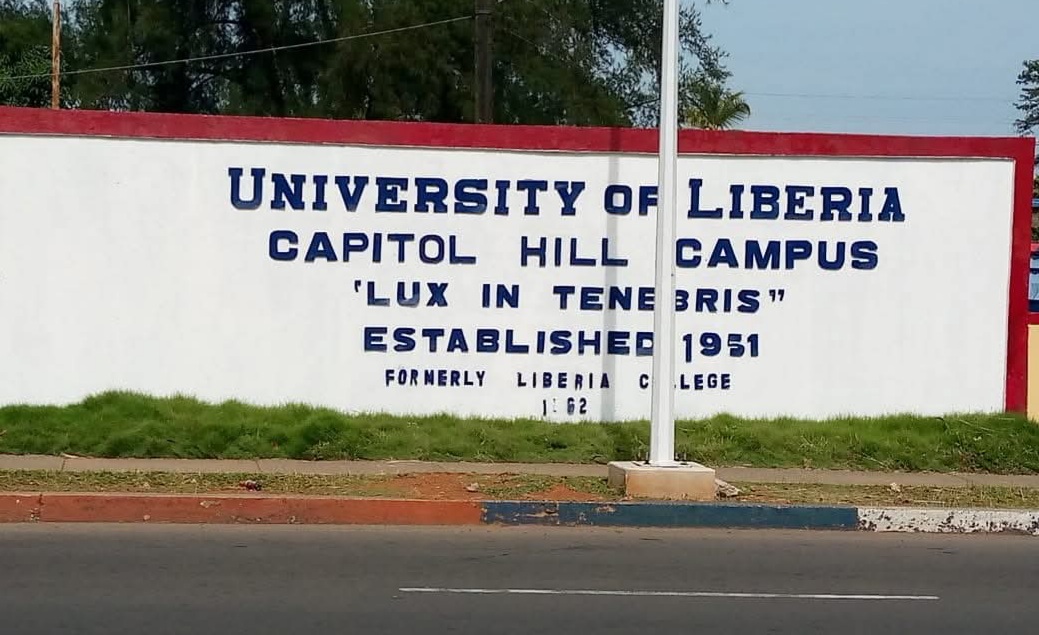 UNIVERSITY OF LIBERIA
CAPITOL HILL CAMPUS
'LUX IN TENEBRIS"
ESTABLISHED 1951
FORMERLY LIBERIA COLLEGE